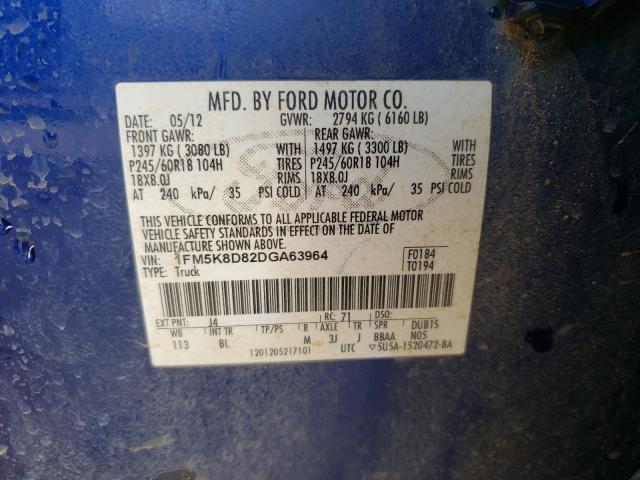 MFD. BY FORD MOTOR CO.
DATE: 05/12 GVWR: 2794 KG ( 6160 LB)
FRONT GAWR: REAR GAWR:
1397 KG ( 3080 LB) WITH 1497 KG ( 3300 LB) WITH
P245/60R18 104H TIRES P245/60R18 104H TIRES
18X8.0J RIMS 18X8.0J RIMS
AT 240 kPa/ 35 PSI COLD AT 240 kPa/ 35 PSI COLD
THIS VEHICLE CONFORMS TO ALL APPLICABLE FEDERAL MOTOR
VEHICLE SAFETY STANDARDS IN EFFECT ON THE DATE OF
MANUFACTURE SHOWN ABOVE.
VIN: 1FM5K8D82DGA63964 F0184
TYPE: Truck T0194
EXT PNT: J4 RC: 71 DSO:
WB INT TR TP/PS R AXLE TR SPR DUBTS
113 BL M 3J J BBAA N05
1201205217101 UTC ▽5U5A-1520472-BA